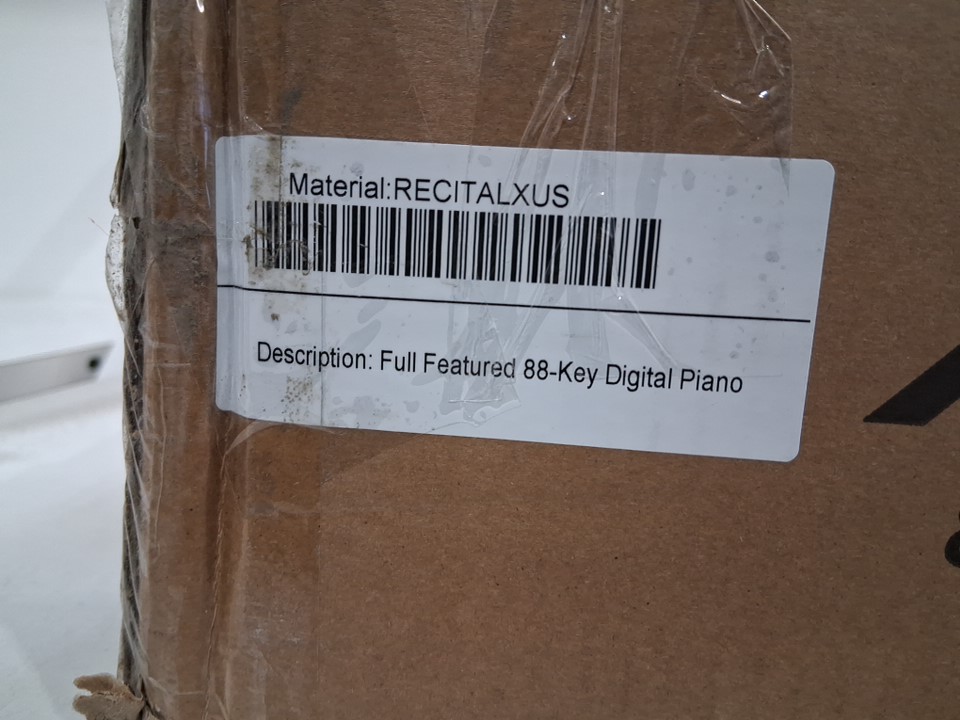 Material:RECITALXUS
Description: Full Featured 88-Key Digital Piano